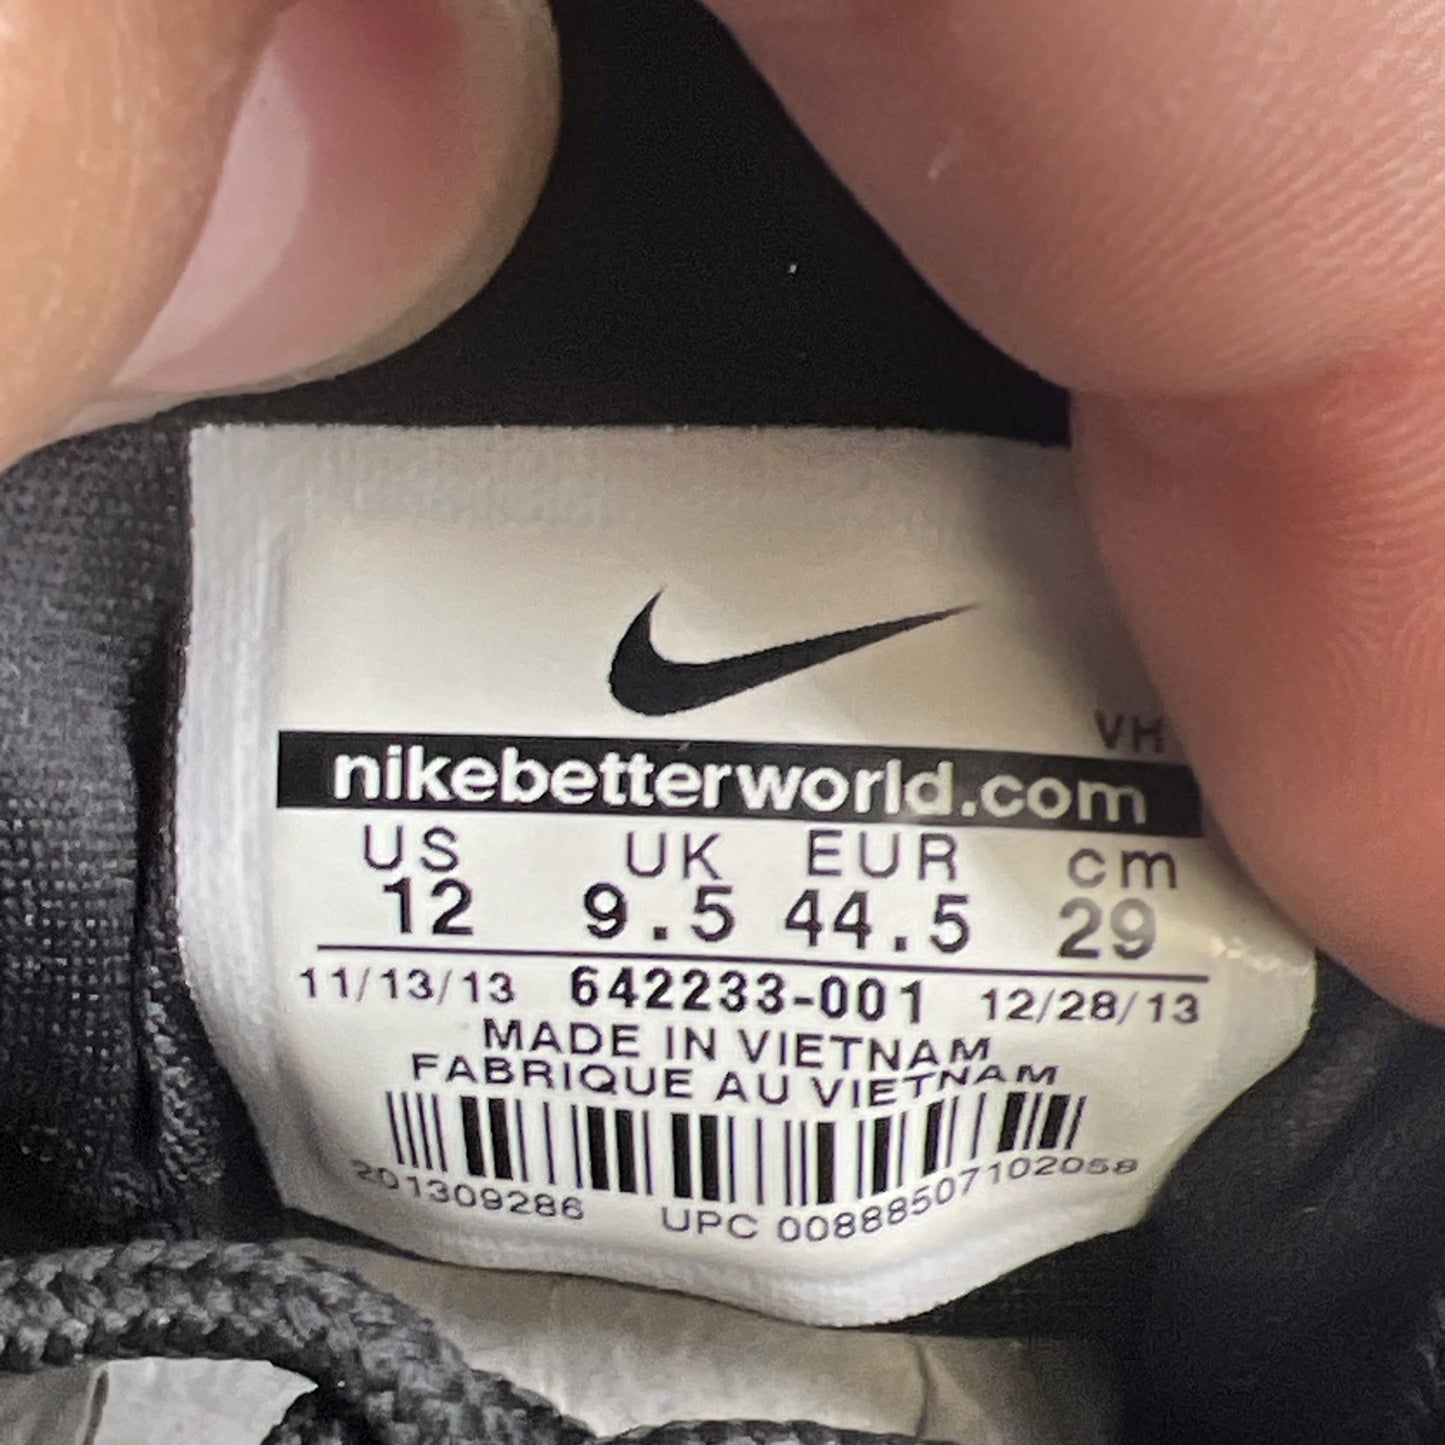 VH
nikebetterworld.com
US UK EUR cm
12 9.5 44.5 29
11/13/13 642233-001 12/28/13
MADE IN VIETNAM
FABRIQUE AU VIETNAM
201309286 UPC 00888507102058